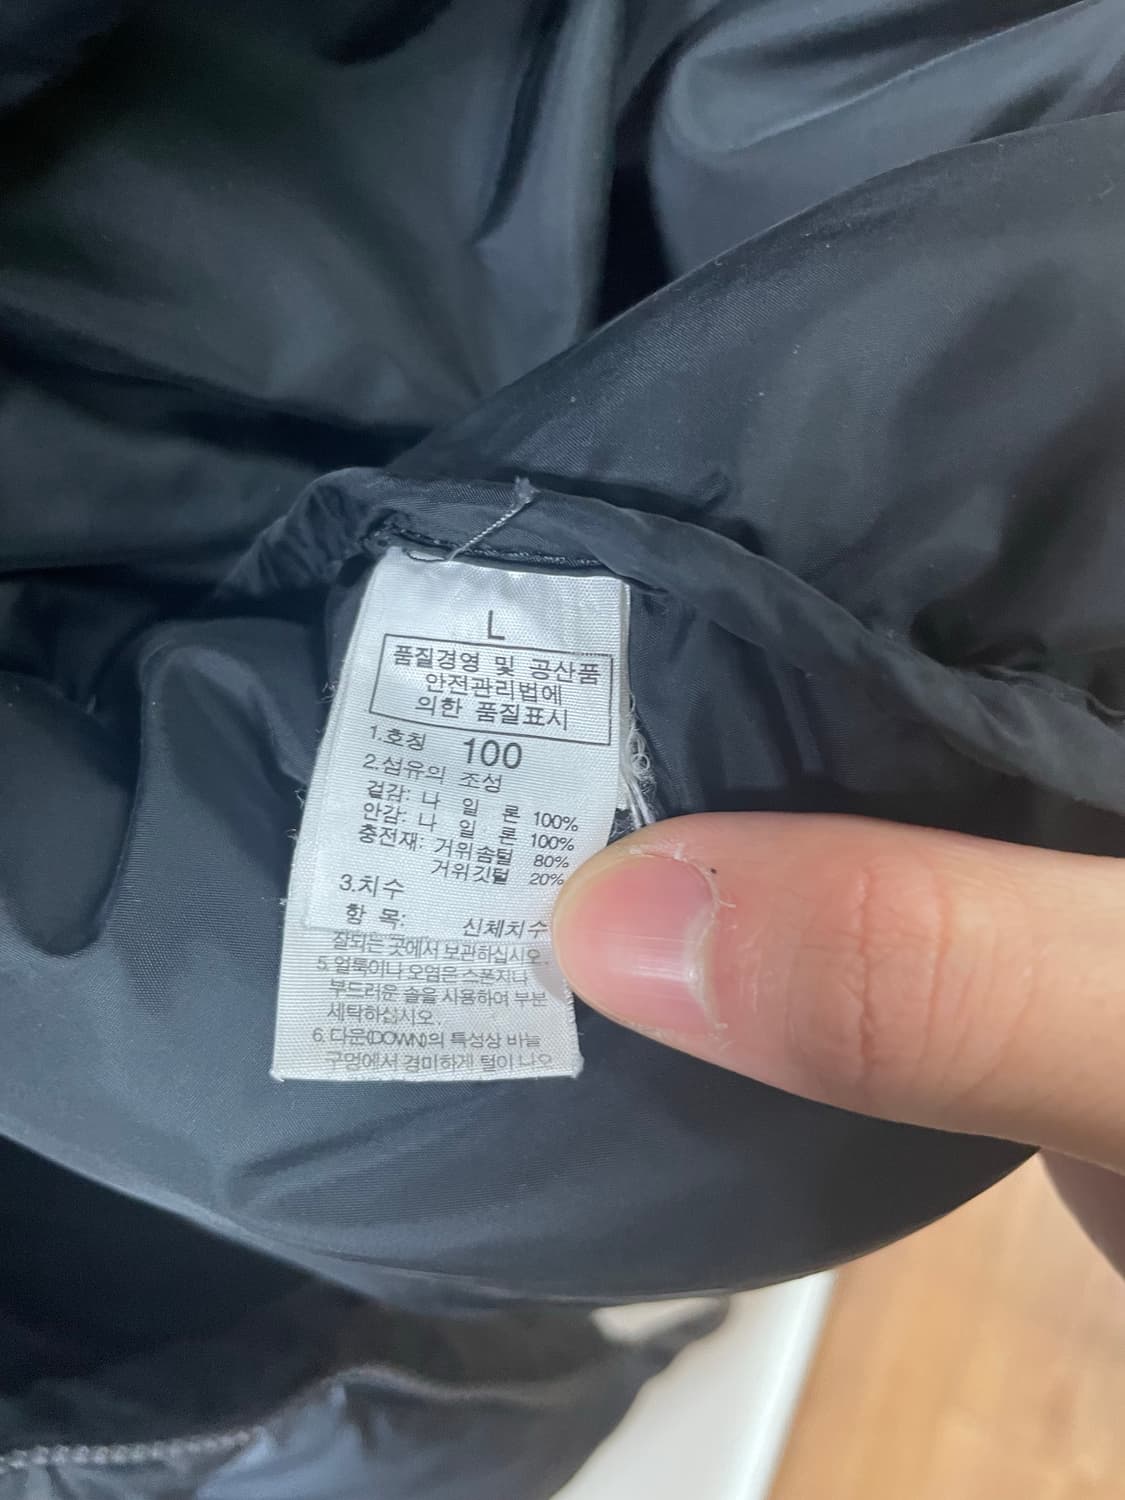 L
품질경영 및 공산품
안전관리법에
의한 품질표시
1.호칭 100
2.섬유의 조성
겉감: 나 일 론 100%
안감: 나 일 론 100%
충전재: 거위솜털 80%
거위깃털 20%
3.치수
항 목: 신체치수
잘되는 곳에서 보관하십시오.
5. 얼룩이나 오염은 스폰지나
부드러운 솔을 사용하여 부분
세탁하십시오.
6. 다운(DOWN)의 특성상 바늘
구멍에서 경미하게 털이 나오